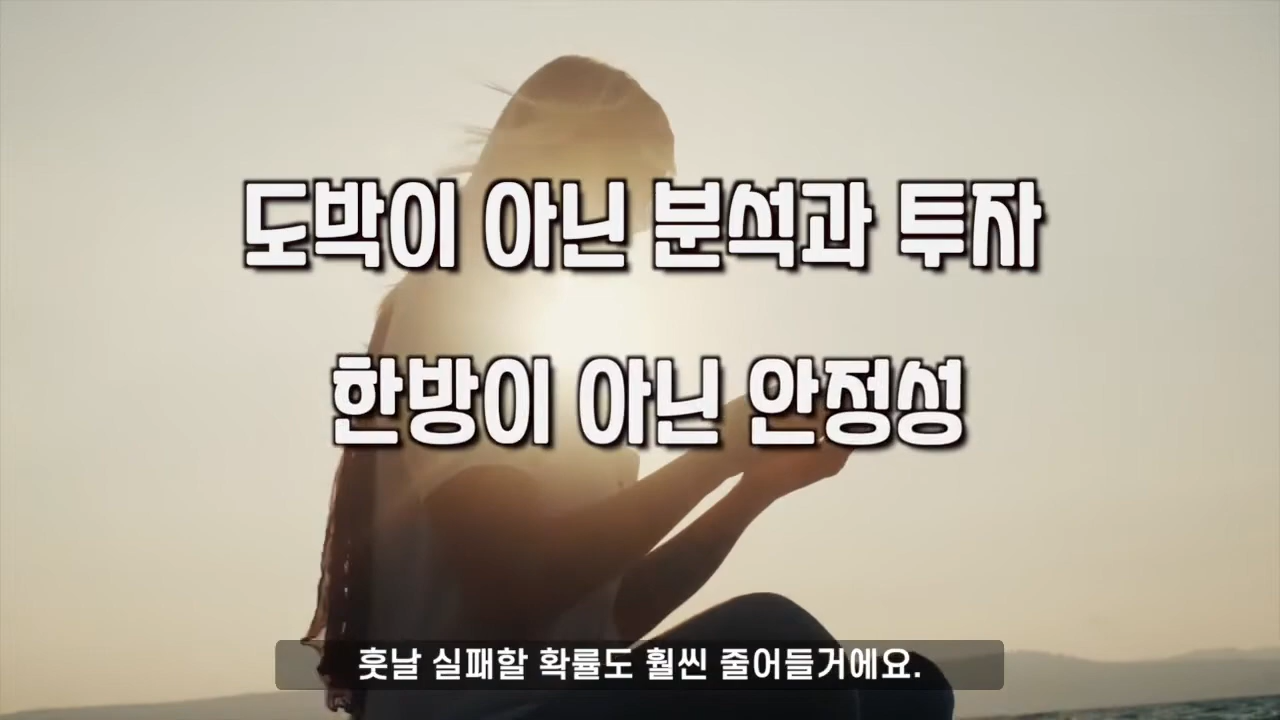 도박이 아닌 분석과 투자
한방이 아닌 안정성
훗날 실패할 확률도 훨씬 줄어들거에요.